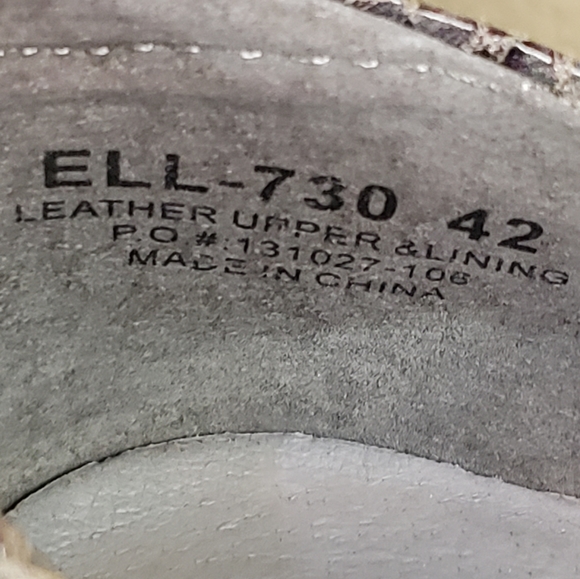 ELL-730 42
LEATHER UPPER &LINING
P.O #:131027-106
MADE IN CHINA